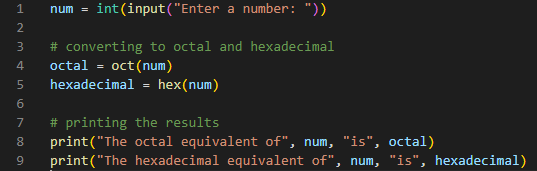 1 num = int(input("Enter a number: "))
2
3 # converting to octal and hexadecimal
4 octal = oct(num)
5 hexadecimal = hex(num)
6
7 # printing the results
8 print("The octal equivalent of", num, "is", octal)
9 print("The hexadecimal equivalent of", num, "is", hexadecimal)